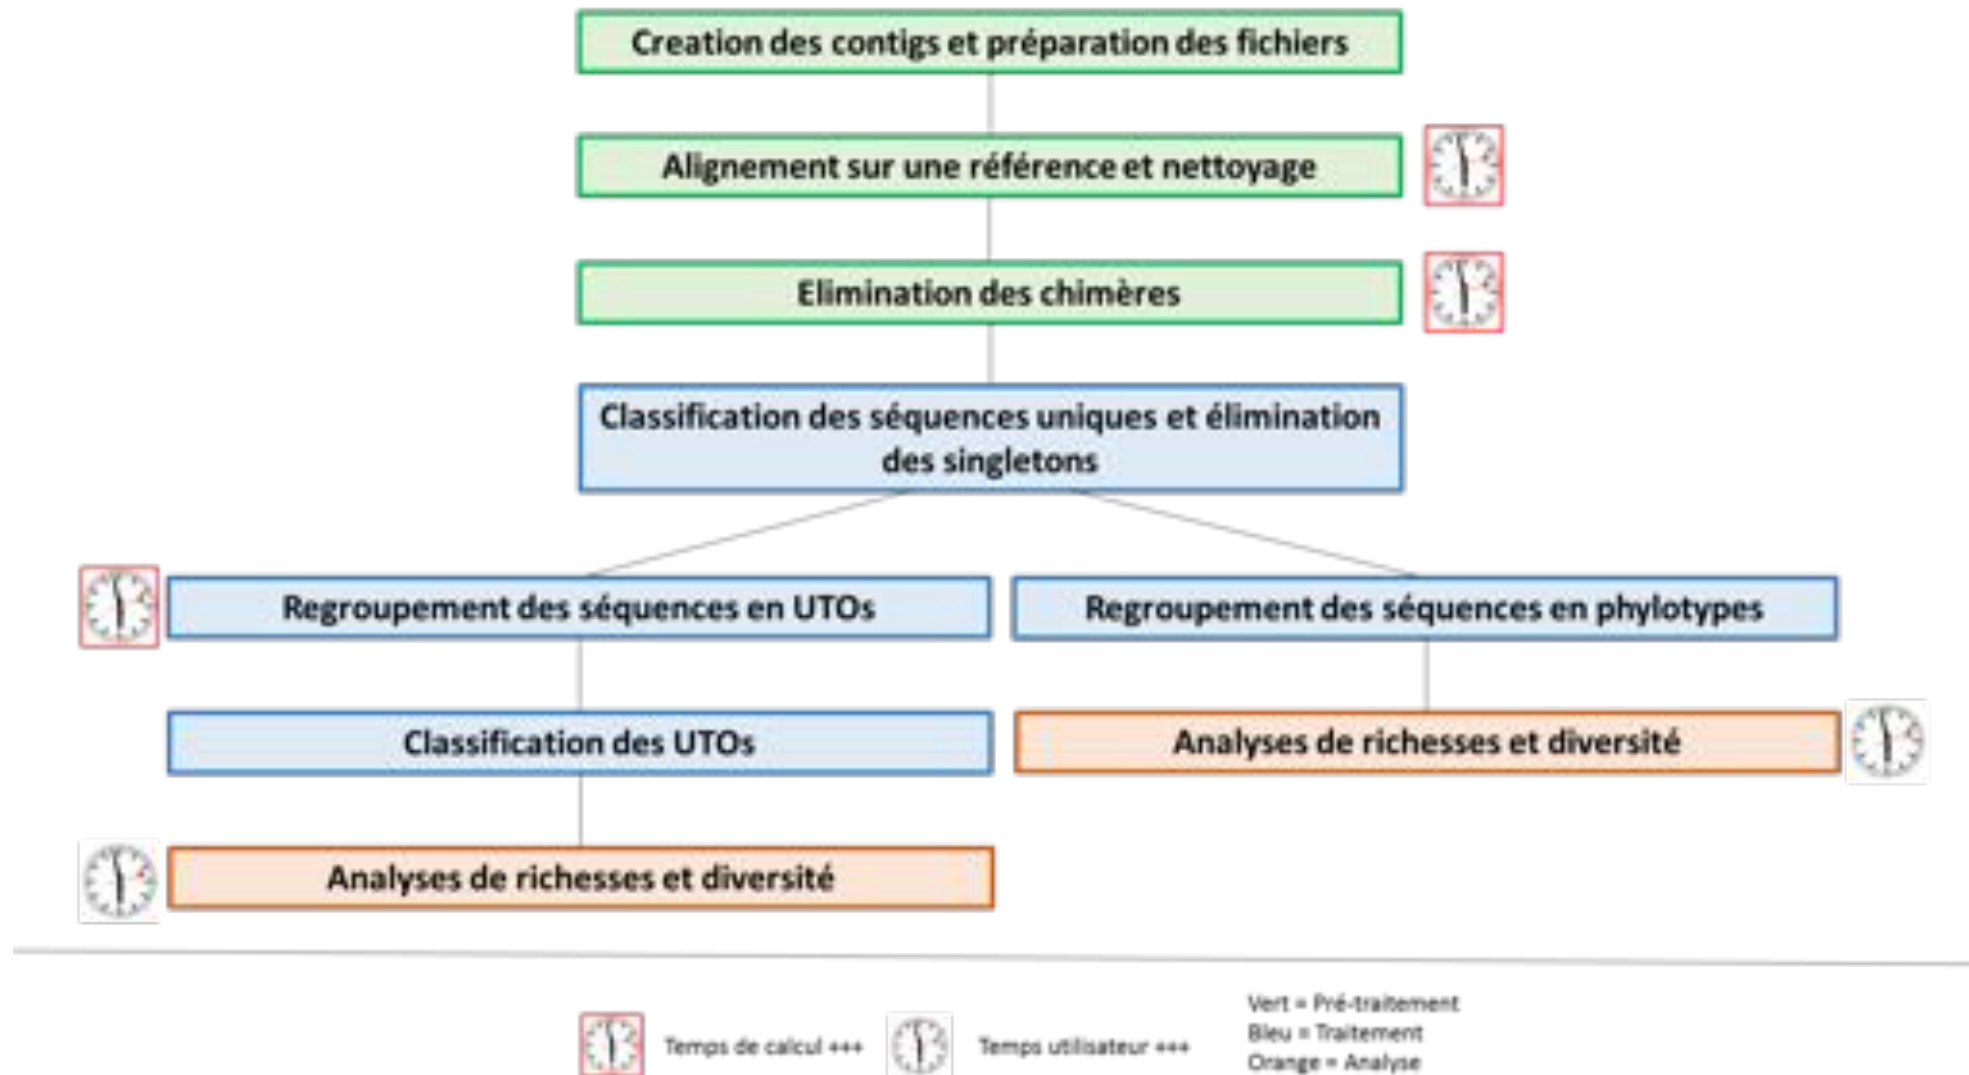 Creation des contigs et préparation des fichiers
Alignement sur une référence et nettoyage
Elimination des chimères
Classification des séquences uniques et élimination
des singletons
Regroupement des séquences en UTOs
Regroupement des séquences en phylotypes
Classification des UTOs
Analyses de richesses et diversité
Analyses de richesses et diversité
Temps de calcul +++
Temps utilisateur +++
Vert = Pré-traitement
Bleu = Traitement
Orange = Analyse